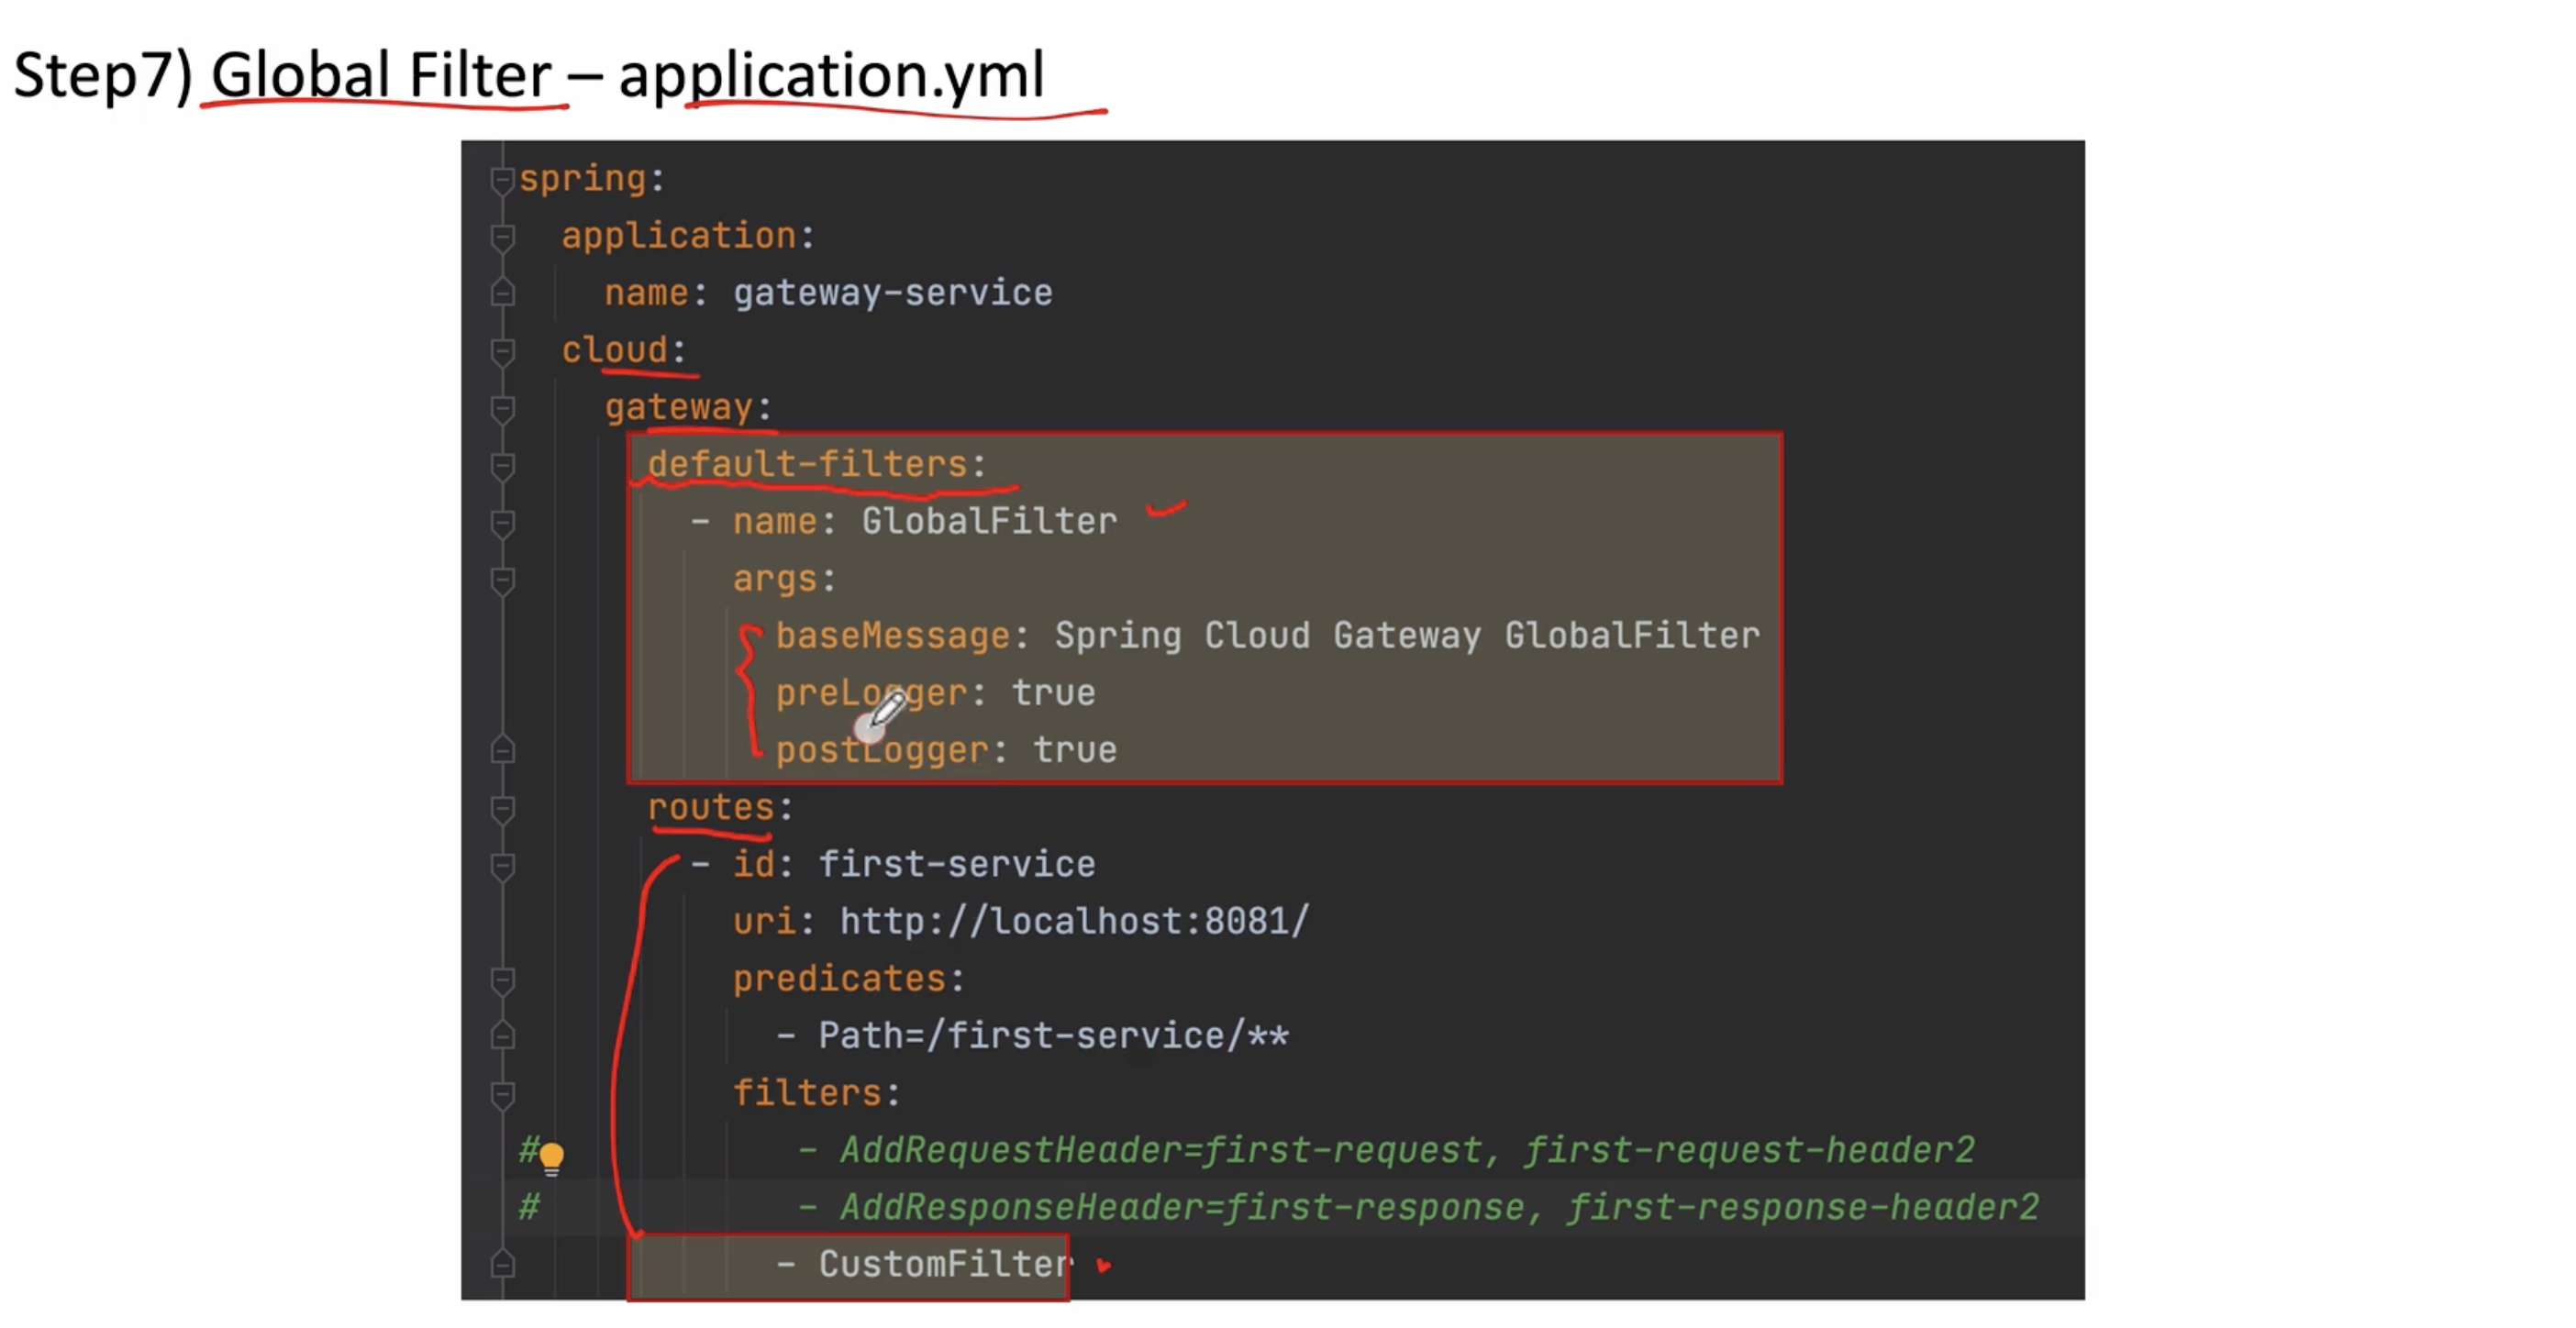 Step7) Global Filter – application.yml
spring:
application:
name: gateway-service
cloud:
gateway:
default-filters:
- name: GlobalFilter
args:
baseMessage: Spring Cloud Gateway GlobalFilter
preLogger: true
postLogger: true
routes:
- id: first-service
uri: http://localhost:8081/
predicates:
- Path=/first-service/**
filters:
# - AddRequestHeader=first-request, first-request-header2
# - AddResponseHeader=first-response, first-response-header2
- CustomFilter